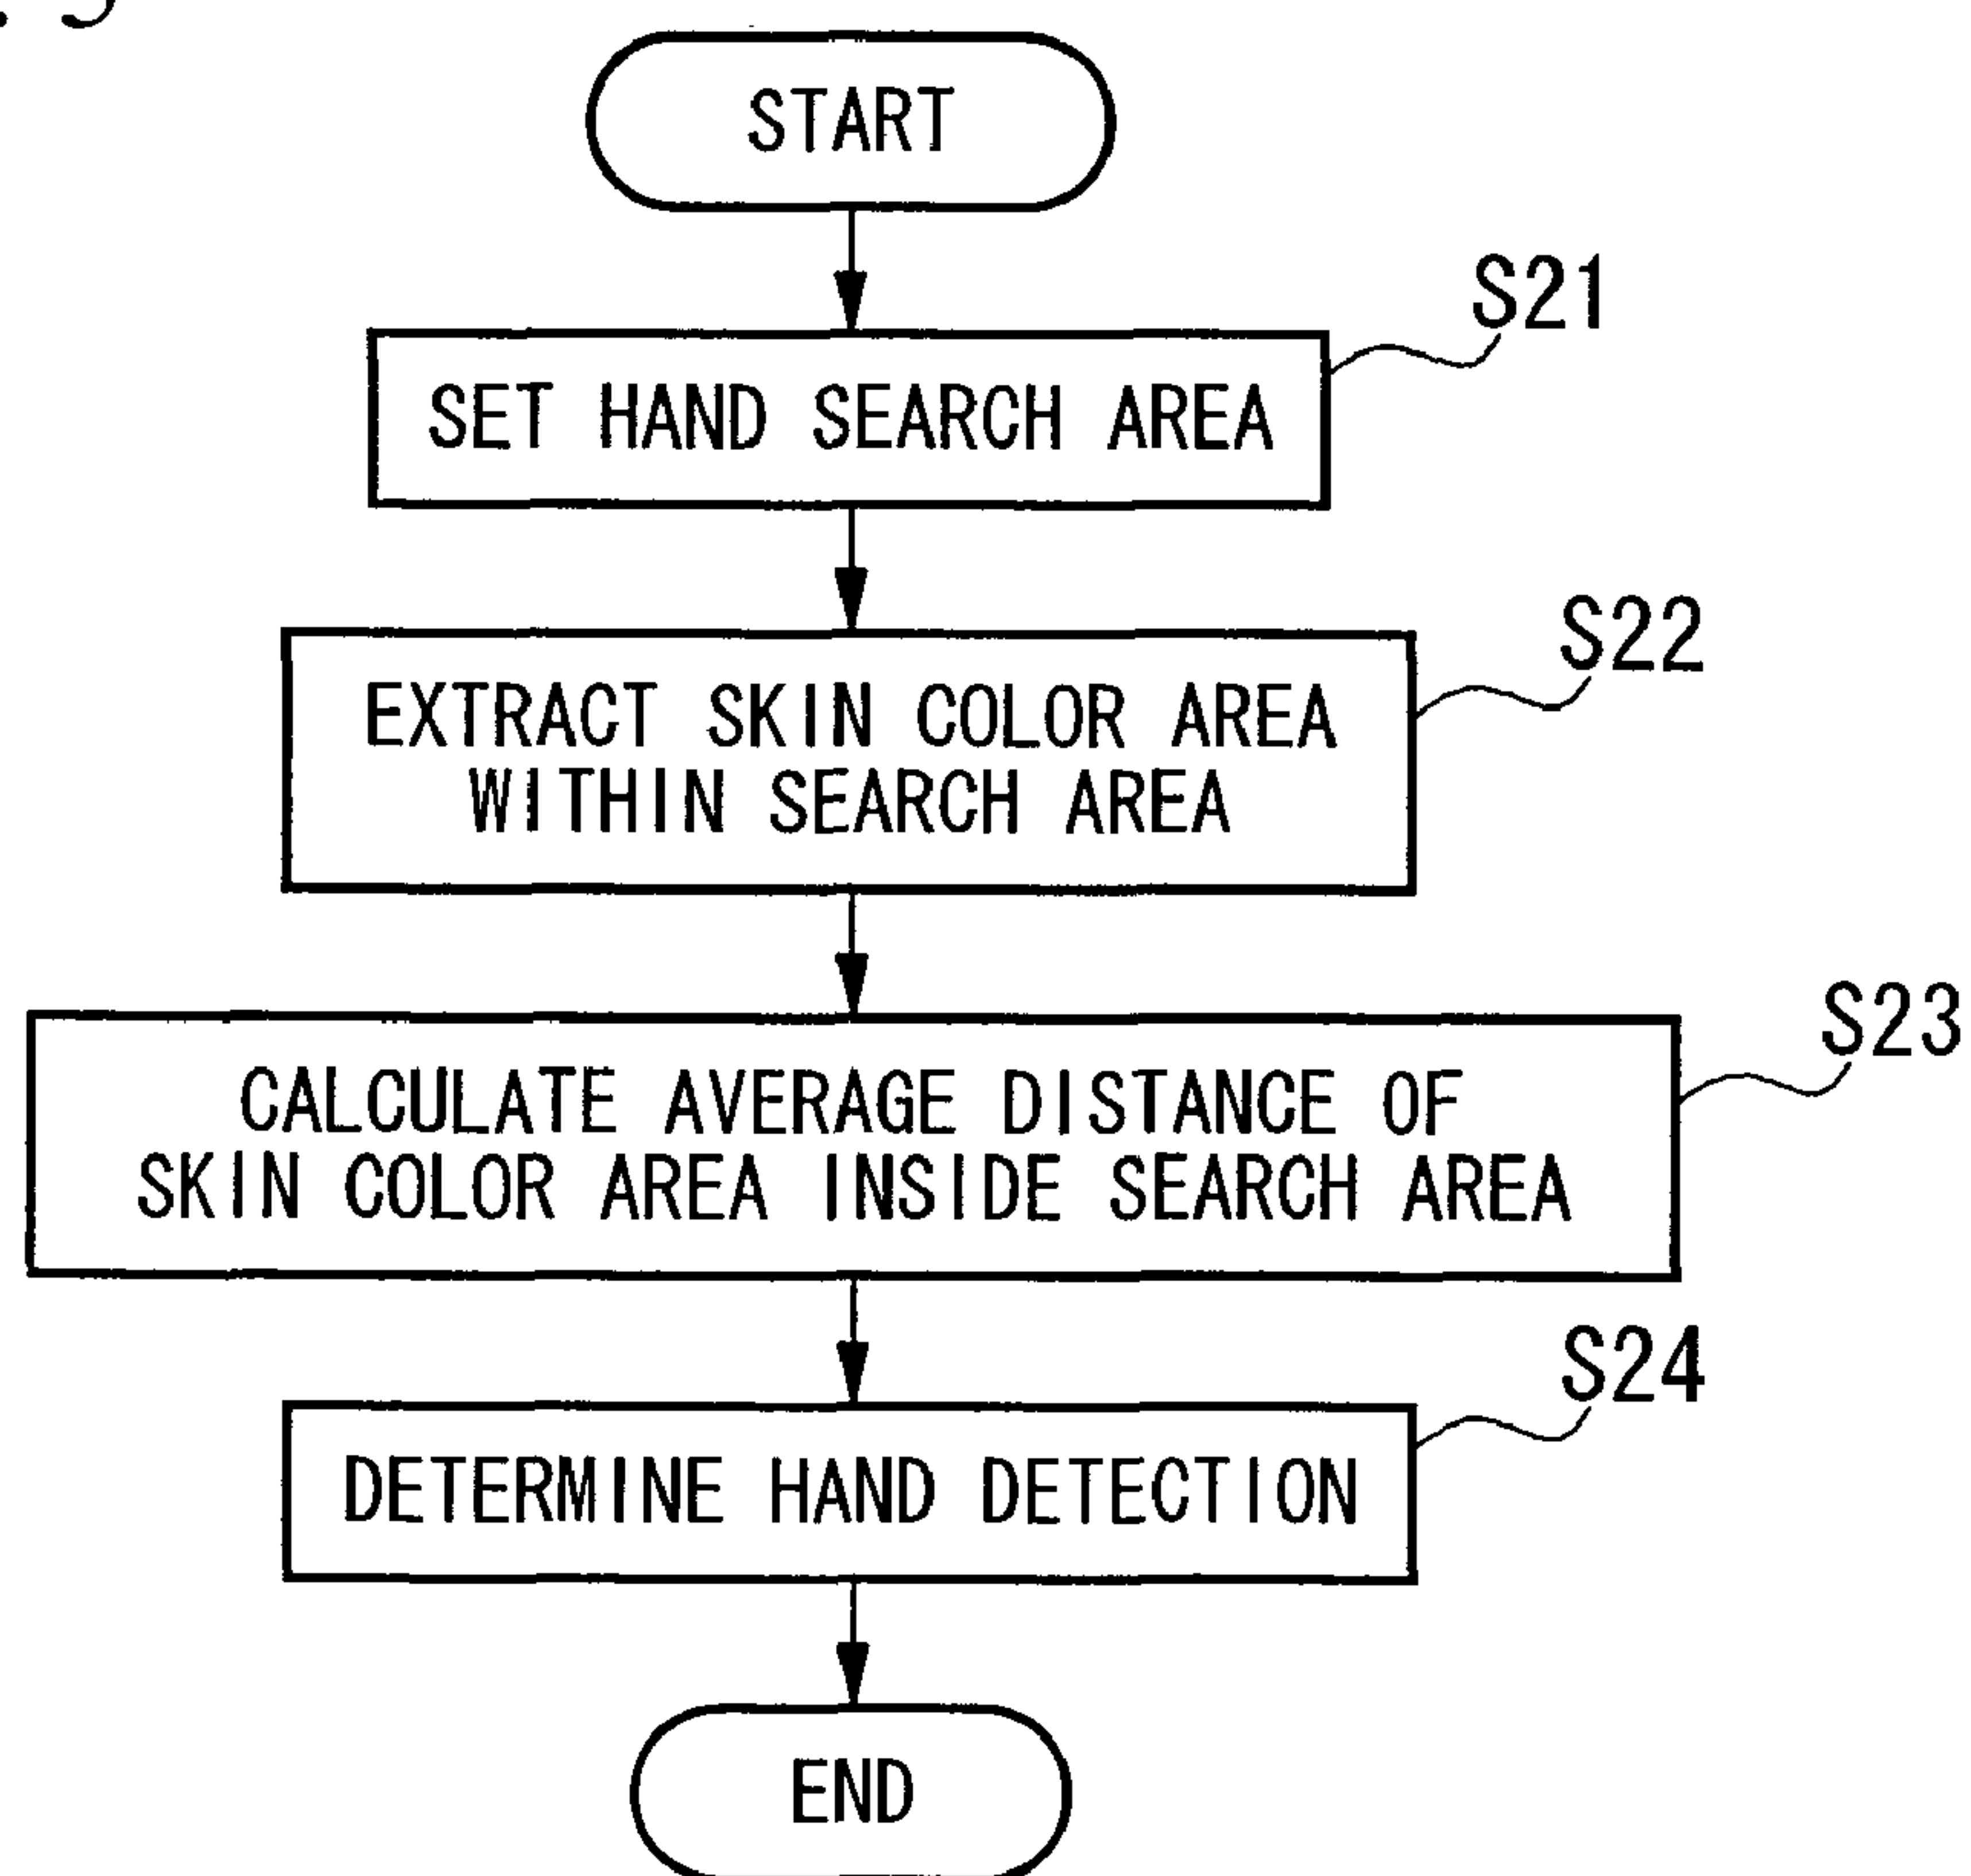 START
S21
SET HAND SEARCH AREA
S22
EXTRACT SKIN COLOR AREA
WITHIN SEARCH AREA
S23
CALCULATE AVERAGE DISTANCE OF
SKIN COLOR AREA INSIDE SEARCH AREA
S24
DETERMINE HAND DETECTION
END